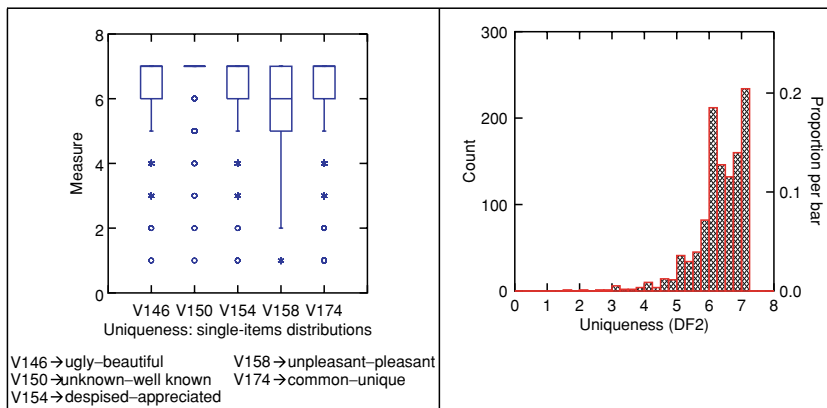 8
6
4
2
0
Measure
V146 V150 V154 V158 V174
Uniqueness: single-items distributions
V146→ugly–beautiful V158→unpleasant–pleasant
V150→unknown–well known V174→common–unique
V154→despised–appreciated
300
200
100
0
Count
0.2
0.1
0.0
Proportion per bar
0 1 2 3 4 5 6 7 8
Uniqueness (DF2)